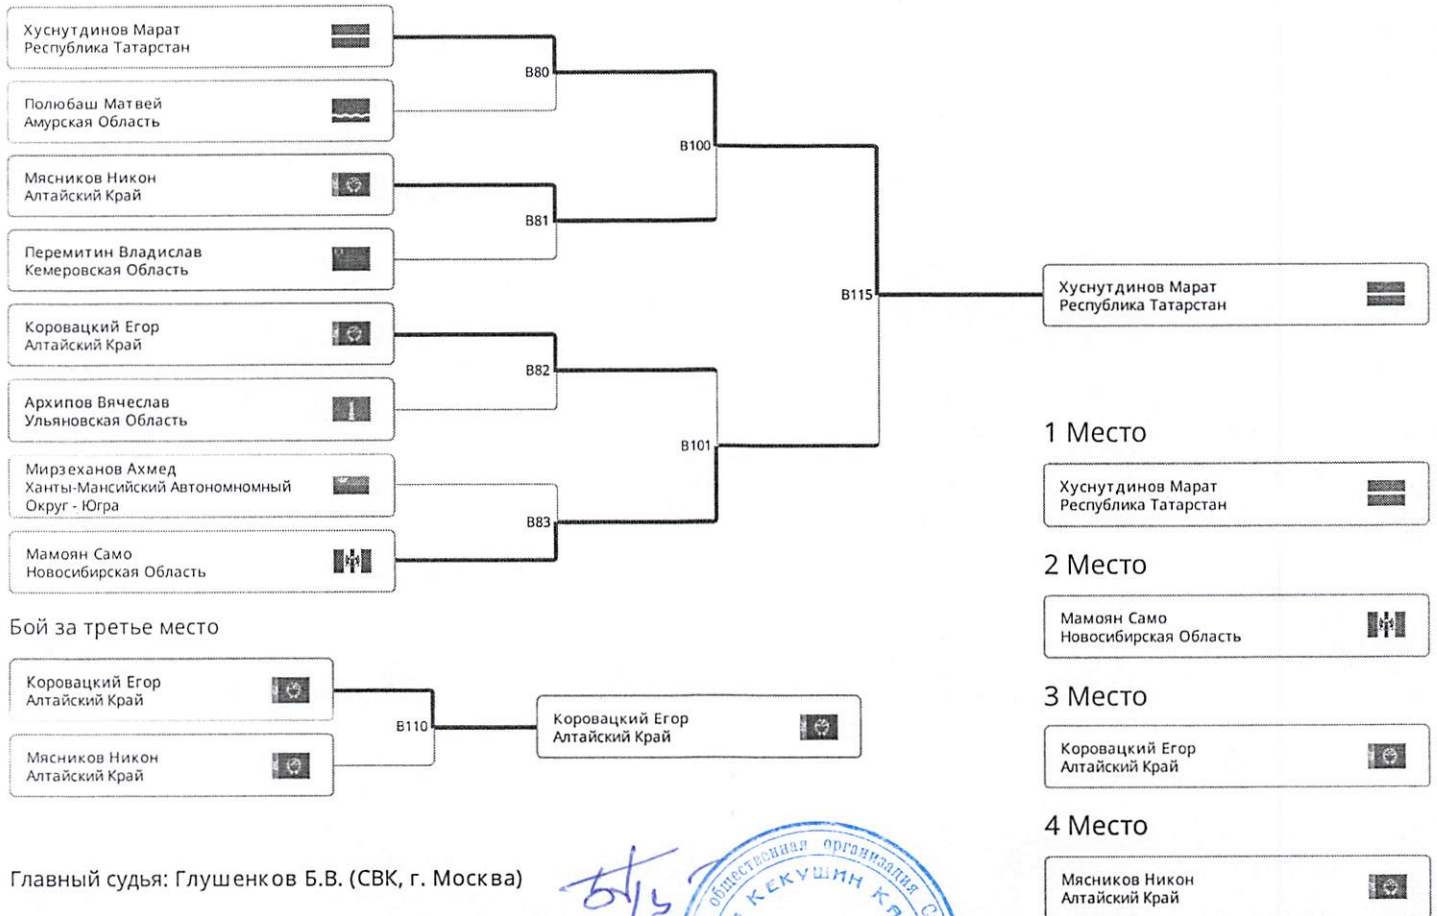 Хуснутдинов Марат
Республика Татарстан
Полюбаш Матвей
Амурская Область
Мясников Никон
Алтайский Край
Перемитин Владислав
Кемеровская Область
Коровацкий Егор
Алтайский Край
Архипов Вячеслав
Ульяновская Область
Мирзеханов Ахмед
Ханты-Мансийский Автономномный
Округ - Югра
Мамоян Само
Новосибирская Область
B80
B81
B82
B83
B100
B101
B115
Хуснутдинов Марат
Республика Татарстан
Бой за третье место
Коровацкий Егор
Алтайский Край
Мясников Никон
Алтайский Край
B110
Коровацкий Егор
Алтайский Край
1 Место
Хуснутдинов Марат
Республика Татарстан
2 Место
Мамоян Само
Новосибирская Область
3 Место
Коровацкий Егор
Алтайский Край
4 Место
Мясников Никон
Алтайский Край
Главный судья: Глушенков Б.В. (СВК, г. Москва)
общественная организация
КЕКУШИН